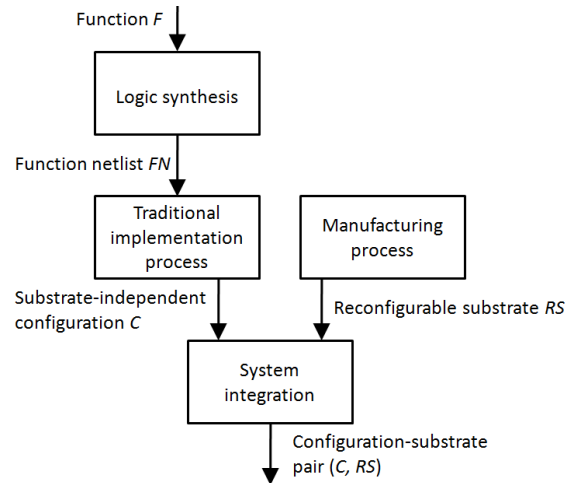 Function F
Logic synthesis
Function netlist FN
Traditional
implementation
process
Manufacturing
process
Substrate-independent
configuration C
Reconfigurable substrate RS
System
integration
Configuration-substrate
pair (C, RS)